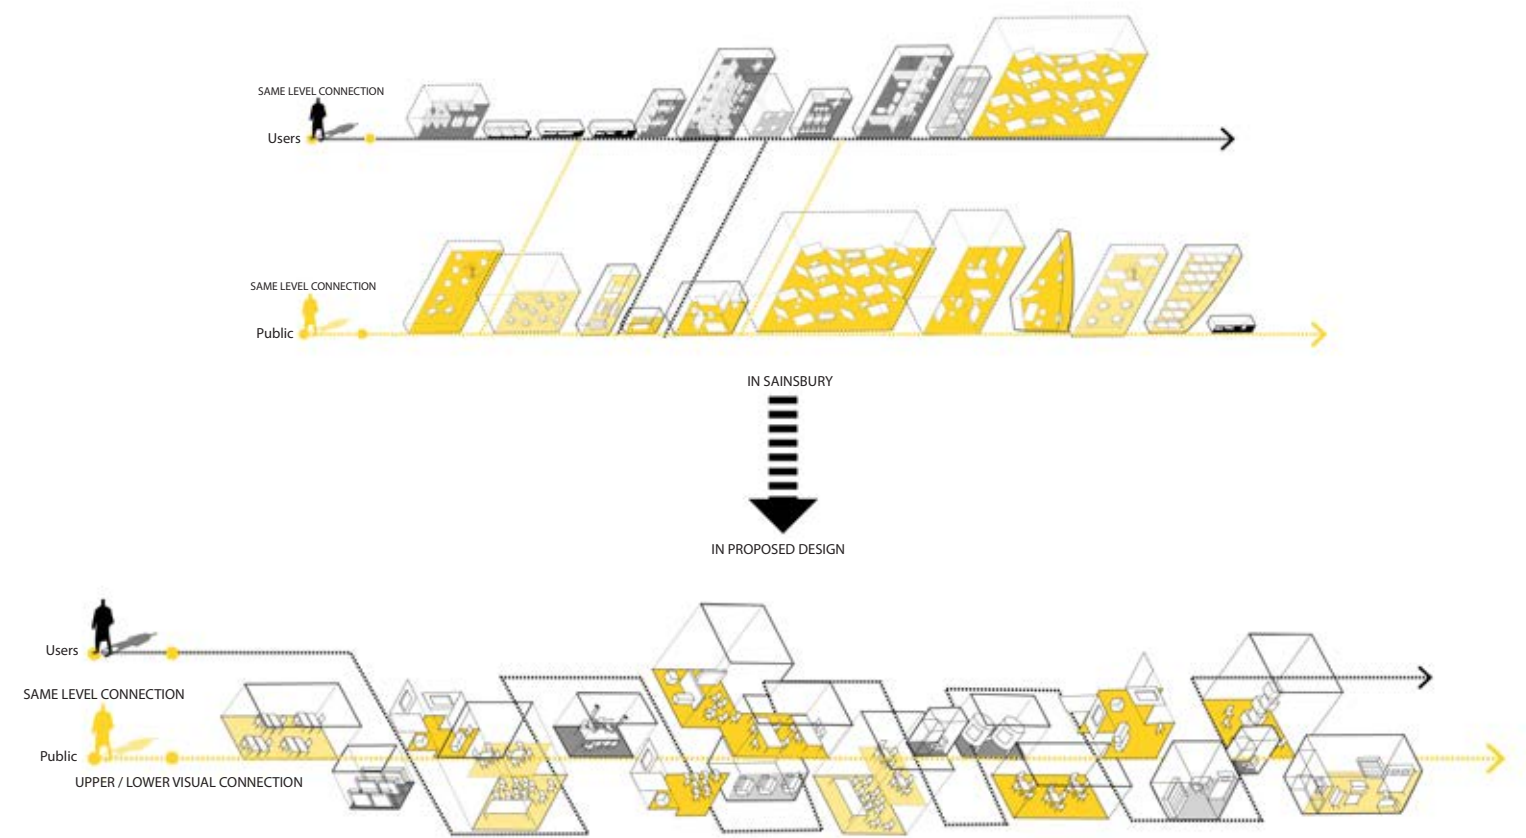 SAME LEVEL CONNECTION
Users
SAME LEVEL CONNECTION
Public
IN SAINSBURY
IN PROPOSED DESIGN
Users
SAME LEVEL CONNECTION
Public
UPPER / LOWER VISUAL CONNECTION